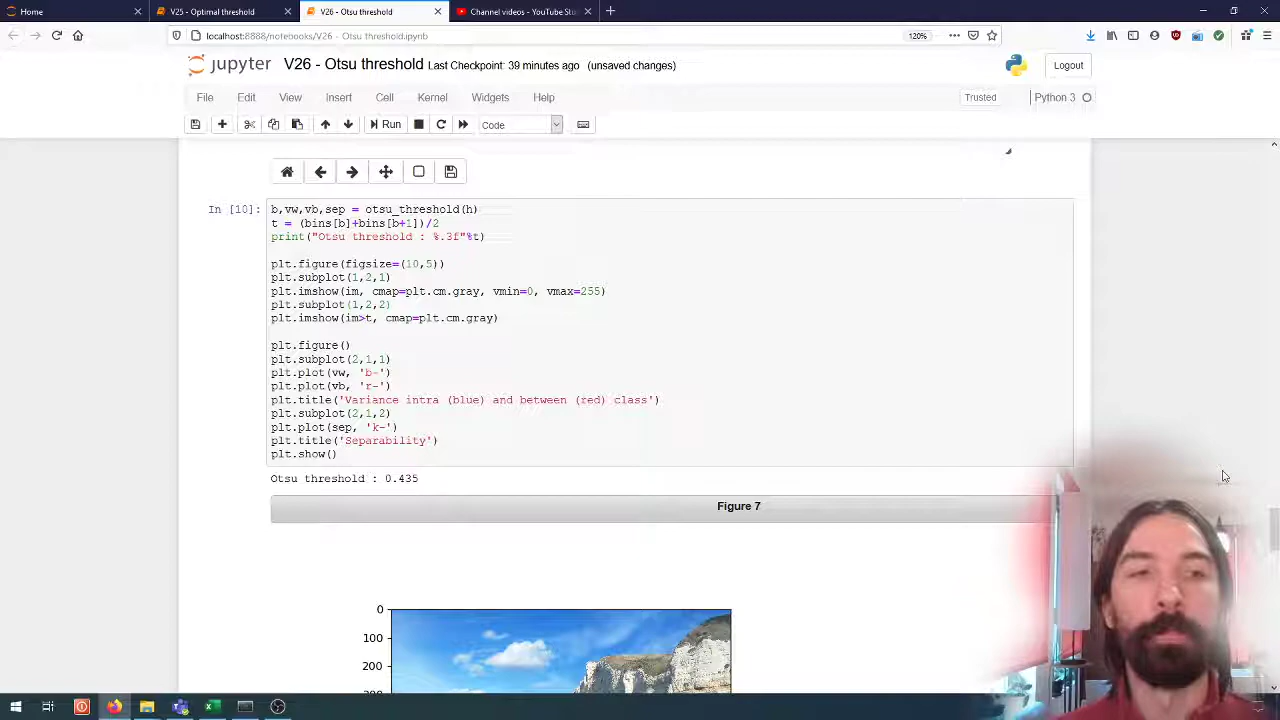 Home
V25 - Optimal threshold
V26 - Otsu threshold
Channel videos - YouTube Stu
localhost:8888/notebooks/V26 - Otsu threshold.ipynb
120%
jupyter V26 - Otsu threshold Last Checkpoint: 39 minutes ago (unsaved changes)
Logout
File Edit View Insert Cell Kernel Widgets Help
Trusted
Python 3
Run
Code
In [10]:
b,vw,vb,sep = otsu_threshold(h)
t = (bins[b]+bins[b+1])/2
print("Otsu threshold : %.3f"%t)
plt.figure(figsize=(10,5))
plt.subplot(1,2,1)
plt.imshow(im, cmap=plt.cm.gray, vmin=0, vmax=255)
plt.subplot(1,2,2)
plt.imshow(im>t, cmap=plt.cm.gray)
plt.figure()
plt.subplot(2,1,1)
plt.plot(vw, 'b-')
plt.plot(vb, 'r-')
plt.title('Variance intra (blue) and between (red) class')
plt.subplot(2,1,2)
plt.plot(sep, 'k-')
plt.title('Separability')
plt.show()
Otsu threshold : 0.435
Figure 7
0
100
200